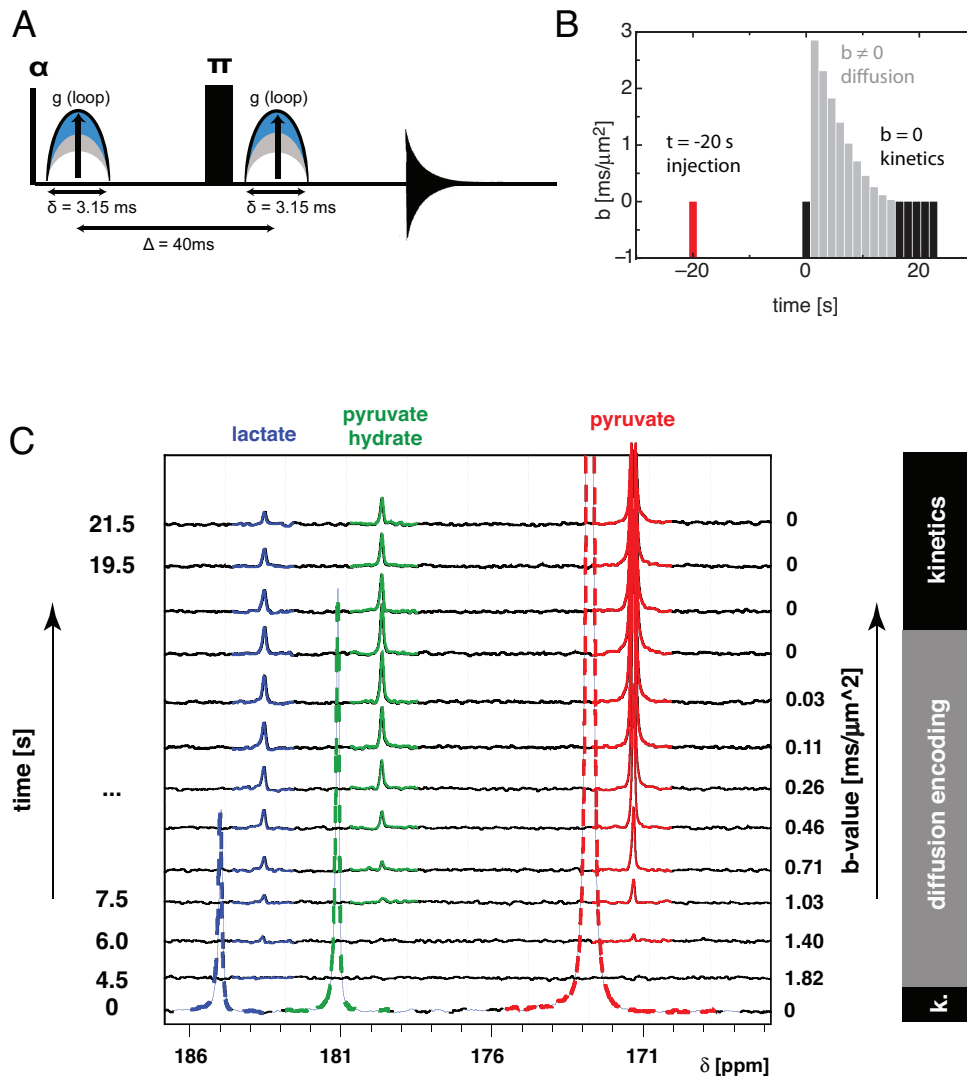 A
α
π
g (loop)
g (loop)
δ = 3.15 ms
δ = 3.15 ms
Δ = 40ms
B
b [ms/μm²]
3
2
1
0
−1
b ≠ 0
diffusion
t = -20 s
injection
b = 0
kinetics
−20
0
20
time [s]
C
lactate
pyruvate
hydrate
pyruvate
21.5
19.5
...
7.5
6.0
4.5
0
time [s]
0
0
0
0
0.03
0.11
0.26
0.46
0.71
1.03
1.40
1.82
0
b-value [ms/μm^2]
kinetics
diffusion encoding
k.
186
181
176
171
δ [ppm]